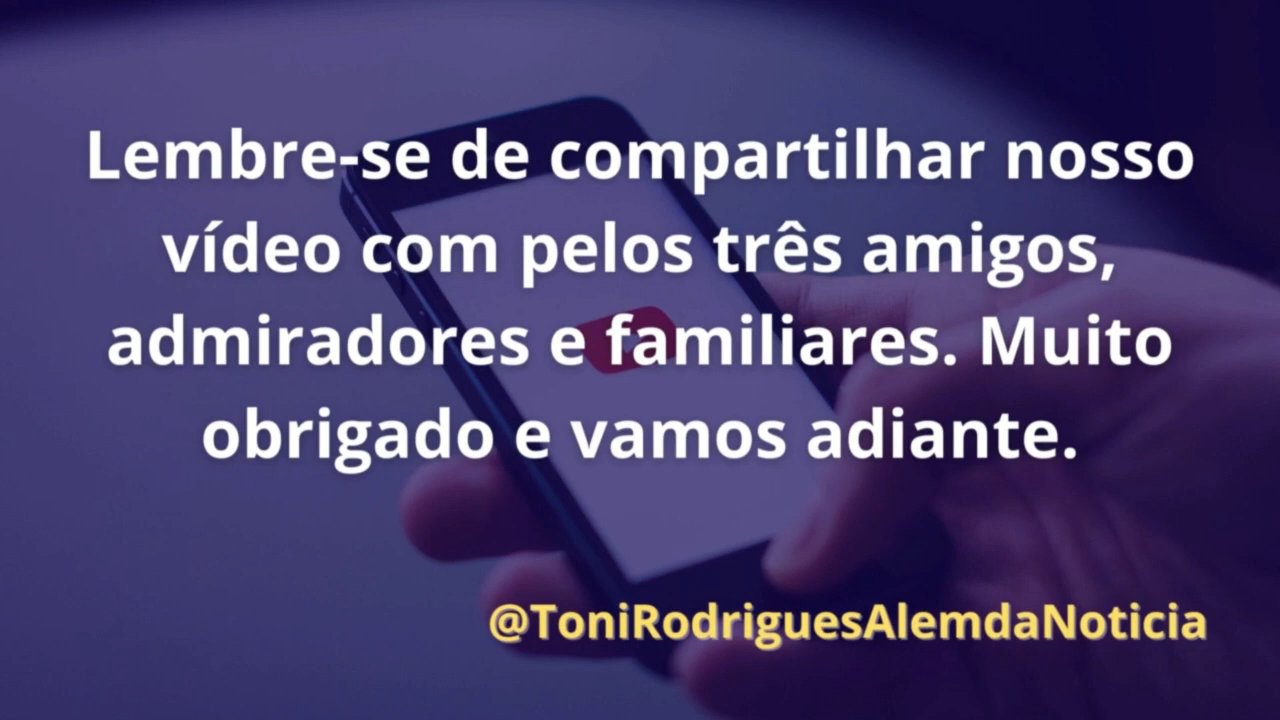 Lembre-se de compartilhar nosso
vídeo com pelos três amigos,
admiradores e familiares. Muito
obrigado e vamos adiante.
@ToniRodriguesAlemdaNoticia